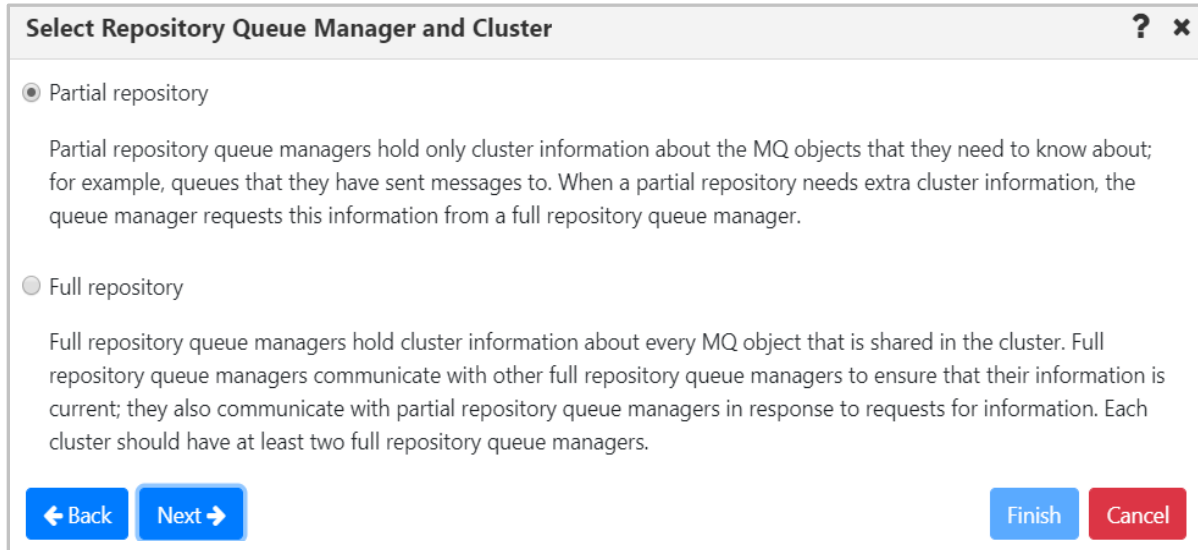 Select Repository Queue Manager and Cluster ? ×
Partial repository
Partial repository queue managers hold only cluster information about the MQ objects that they need to know about;
for example, queues that they have sent messages to. When a partial repository needs extra cluster information, the
queue manager requests this information from a full repository queue manager.
Full repository
Full repository queue managers hold cluster information about every MQ object that is shared in the cluster. Full
repository queue managers communicate with other full repository queue managers to ensure that their information is
current; they also communicate with partial repository queue managers in response to requests for information. Each
cluster should have at least two full repository queue managers.
Back Next Finish Cancel